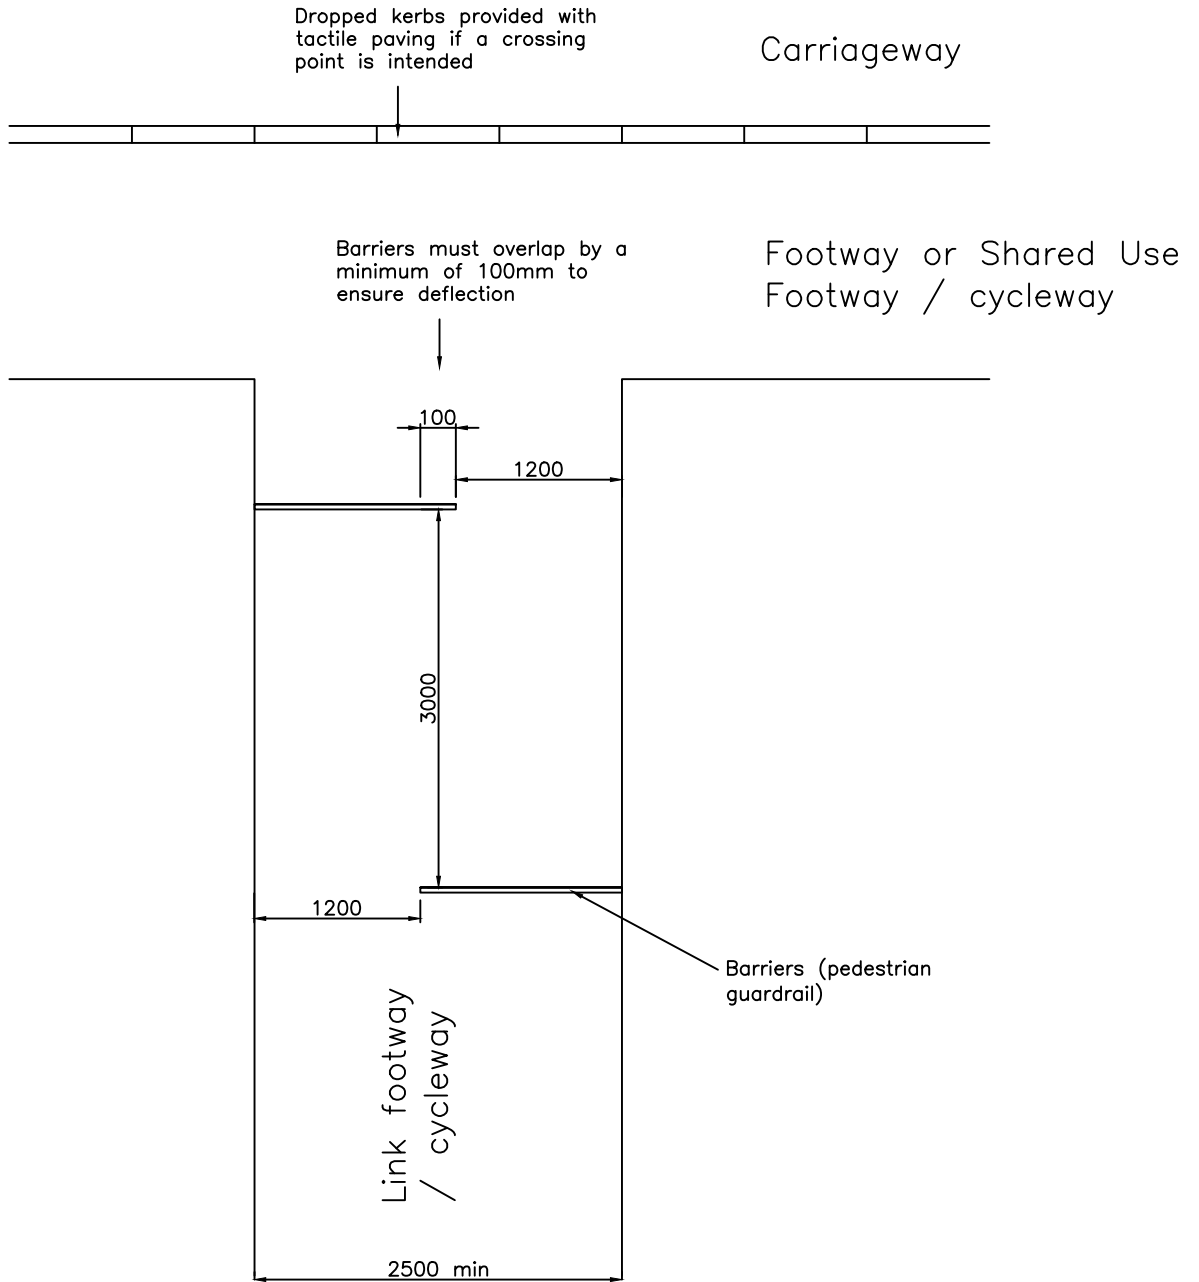 Dropped kerbs provided with
tactile paving if a crossing
point is intended
Carriageway
Barriers must overlap by a
minimum of 100mm to
ensure deflection
Footway or Shared Use
Footway / cycleway
100
1200
3000
1200
Barriers (pedestrian
guardrail)
Link footway
/ cycleway
2500 min